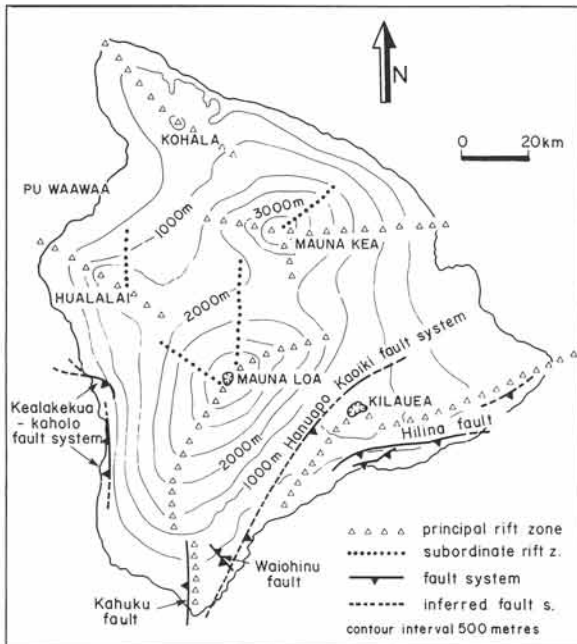 N
KOHALA
0 20km
PU WAAWAA
1000m
3000m
MAUNA KEA
HUALALAI
2000m
MAUNA LOA
Hanuapo Kaoiki fault system
KILAUEA
Kealakekua
- kaholo
fault system
Hilina fault
2000m
1000m
Waiohinu
fault
Kahuku
fault
principal rift zone
subordinate rift z.
fault system
inferred fault s.
contour interval 500 metres